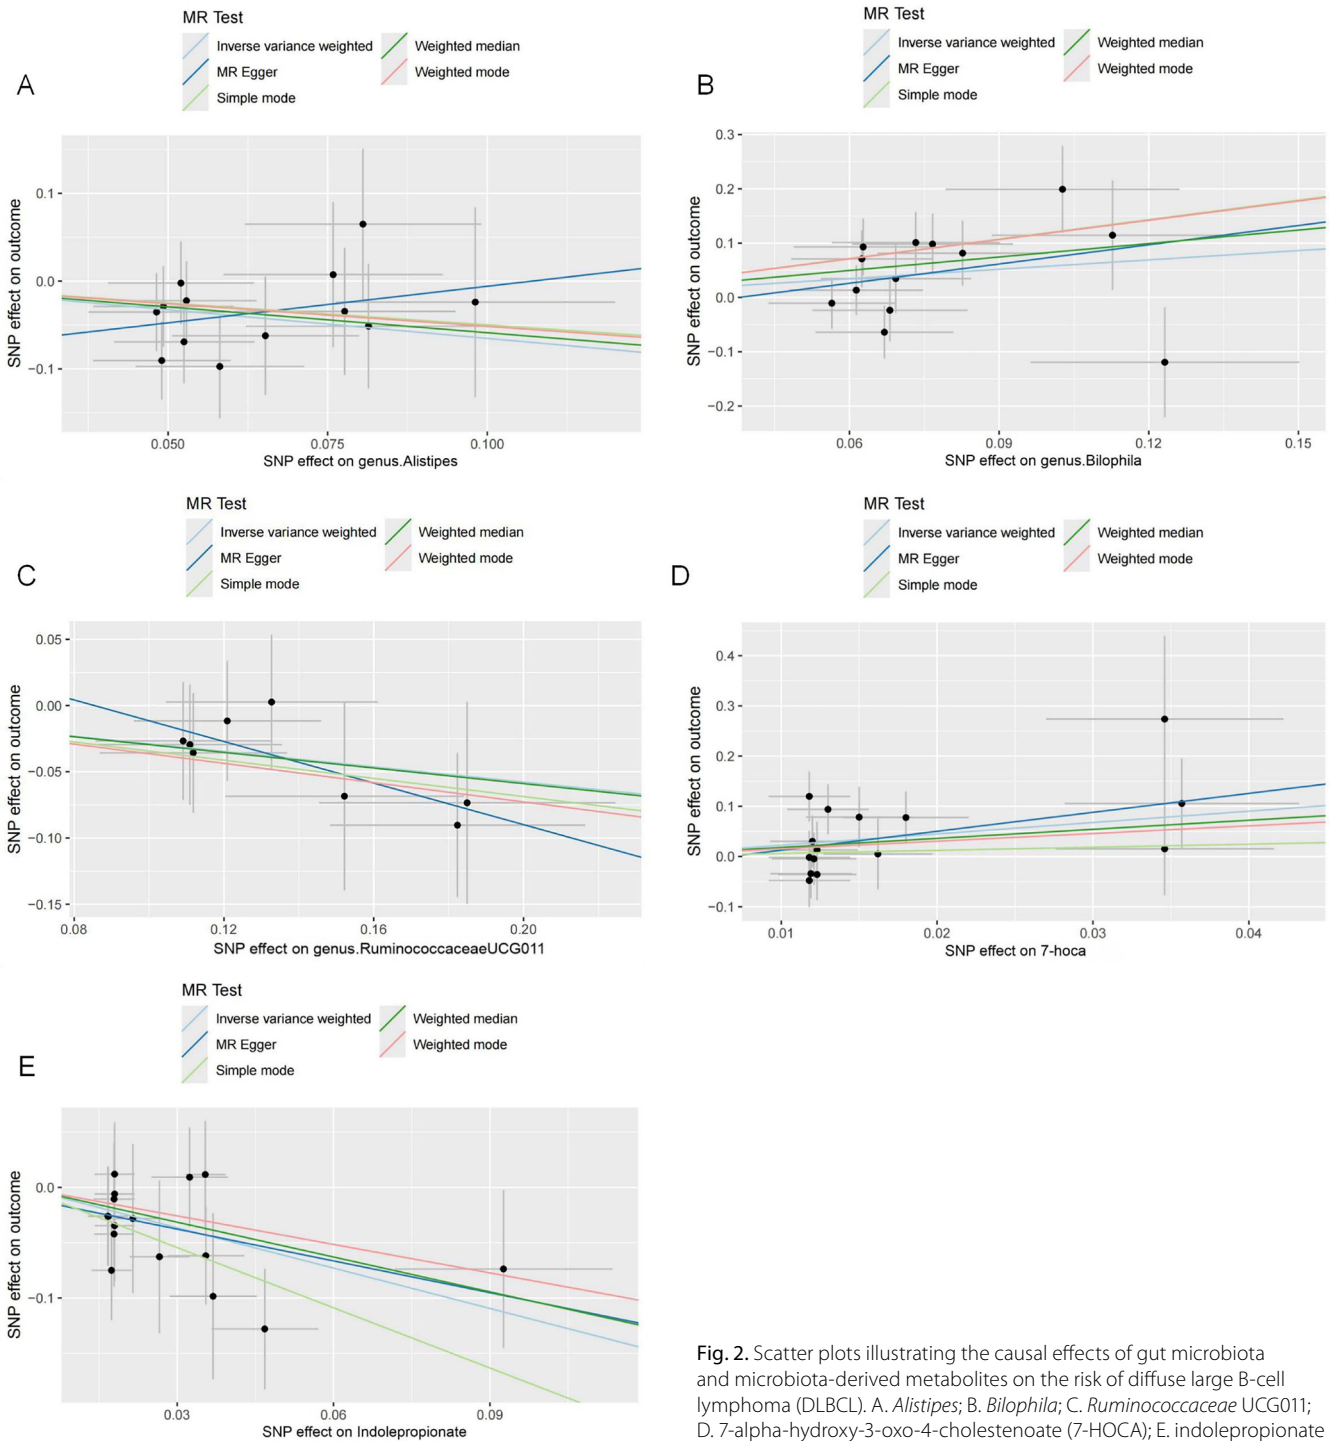 MR Test
Inverse variance weighted
MR Egger
Simple mode
Weighted median
Weighted mode
A
SNP effect on outcome
0.1
0.0
−0.1
0.050
0.075
0.100
SNP effect on genus.Alistipes
MR Test
Inverse variance weighted
MR Egger
Simple mode
Weighted median
Weighted mode
B
SNP effect on outcome
0.3
0.2
0.1
0.0
−0.1
−0.2
0.06
0.09
0.12
0.15
SNP effect on genus.Bilophila
MR Test
Inverse variance weighted
MR Egger
Simple mode
Weighted median
Weighted mode
C
SNP effect on outcome
0.05
0.00
−0.05
−0.10
−0.15
0.08
0.12
0.16
0.20
SNP effect on genus.RuminococcaceaeUCG011
MR Test
Inverse variance weighted
MR Egger
Simple mode
Weighted median
Weighted mode
D
SNP effect on outcome
0.4
0.3
0.2
0.1
0.0
−0.1
0.01
0.02
0.03
0.04
SNP effect on 7-hoca
MR Test
Inverse variance weighted
MR Egger
Simple mode
Weighted median
Weighted mode
E
SNP effect on outcome
0.0
−0.1
0.03
0.06
0.09
SNP effect on Indolepropionate
Fig. 2. Scatter plots illustrating the causal effects of gut microbiota
and microbiota-derived metabolites on the risk of diffuse large B-cell
lymphoma (DLBCL). A. Alistipes; B. Bilophila; C. Ruminococcaceae UCG011;
D. 7-alpha-hydroxy-3-oxo-4-cholestenoate (7-HOCA); E. indolepropionate